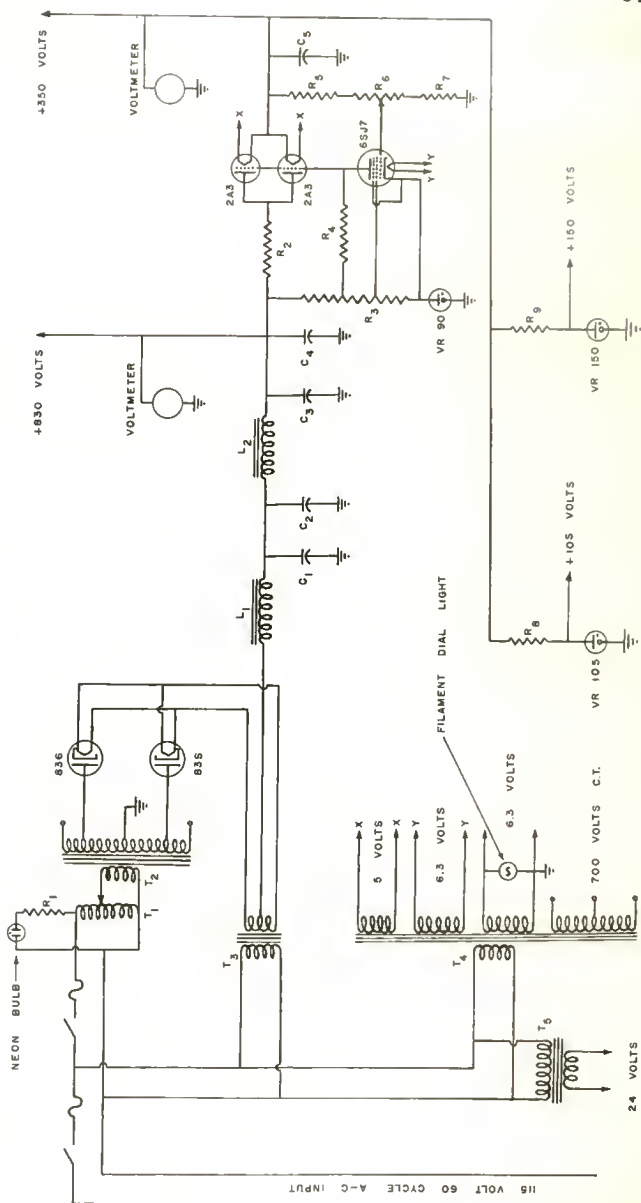 NEON BULB
R1
T1
T2
836
836
T3
L1
C1
C2
L2
C3
C4
+830 VOLTS
VOLTMETER
R2
R3
R4
VR 90
2A3
2A3
X
X
6SJ7
Y
Y
R5
R6
R7
C5
+350 VOLTS
VOLTMETER
115 VOLT 60 CYCLE A-C INPUT
T5
24 VOLTS
T4
X
5 VOLTS
X
Y
6.3 VOLTS
Y
6.3 VOLTS
700 VOLTS C.T.
FILAMENT DIAL LIGHT
R8
+105 VOLTS
VR 105
R9
+150 VOLTS
VR 150